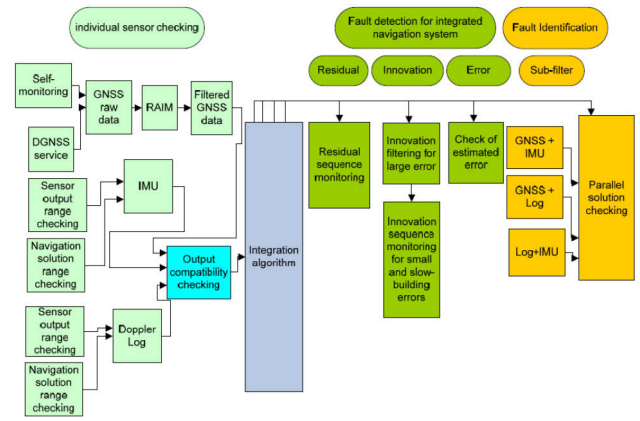 individual sensor checking
Fault detection for integrated
navigation system
Fault Identification
Residual
Innovation
Error
Sub-filter
Self-
monitoring
GNSS
raw
data
RAIM
Filtered
GNSS
data
DGNSS
service
Sensor
output range
checking
IMU
Navigation
solution range
checking
Output
compatibility
checking
Sensor
output
range
checking
Doppler
Log
Navigation
solution
range
checking
Integration
algorithm
Residual
sequence
monitoring
Innovation
filtering for
large error
Innovation
sequence
monitoring
for small
and slow-
building
errors
Check of
estimated
error
GNSS +
IMU
GNSS
+ Log
Log+IMU
Parallel
solution
checking